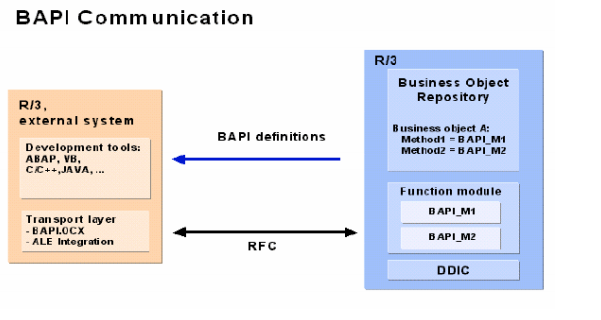 BAPI Communication
R/3,
external system
Development tools:
ABAP, VB,
C/C++,JAVA, ...
Transport layer
- BAPI.OCX
- ALE Integration
BAPI definitions
RFC
R/3
Business Object
Repository
Business object A:
Method1 = BAPI_M1
Method2 = BAPI_M2
Function module
BAPI_M1
BAPI_M2
DDIC